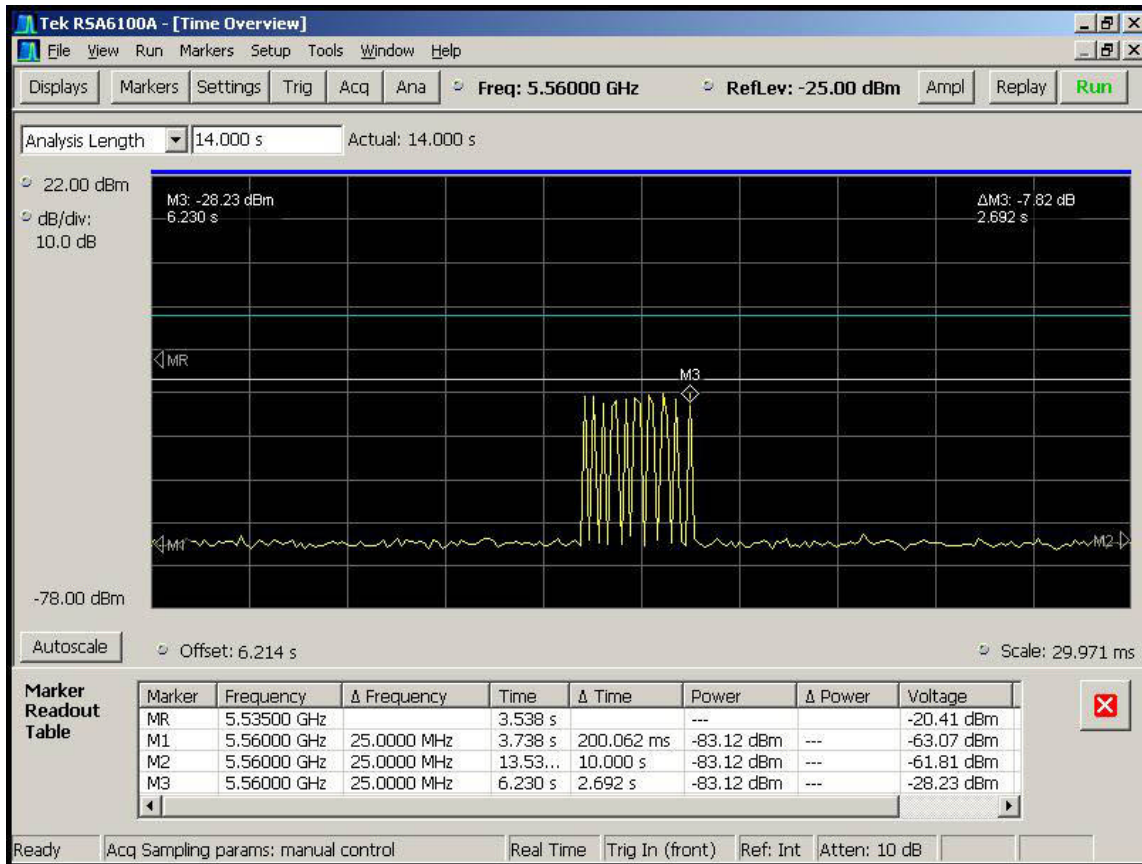 Tek RSA6100A - [Time Overview]
File View Run Markers Setup Tools Window Help
Displays Markers Settings Trig Acq Ana Freq: 5.56000 GHz RefLev: -25.00 dBm Ampl Replay Run
Analysis Length 14.000 s Actual: 14.000 s
22.00 dBm
dB/div:
10.0 dB
M3: -28.23 dBm
6.230 s
ΔM3: -7.82 dB
2.692 s
MR
M3
M1
M2
-78.00 dBm
Autoscale Offset: 6.214 s Scale: 29.971 ms
Marker
Readout
Table
Marker Frequency Δ Frequency Time Δ Time Power Δ Power Voltage
MR 5.53500 GHz 3.538 s --- -20.41 dBm
M1 5.56000 GHz 25.0000 MHz 3.738 s 200.062 ms -83.12 dBm --- -63.07 dBm
M2 5.56000 GHz 25.0000 MHz 13.53... 10.000 s -83.12 dBm --- -61.81 dBm
M3 5.56000 GHz 25.0000 MHz 6.230 s 2.692 s -83.12 dBm --- -28.23 dBm
Ready Acq Sampling params: manual control Real Time Trig In (front) Ref: Int Atten: 10 dB